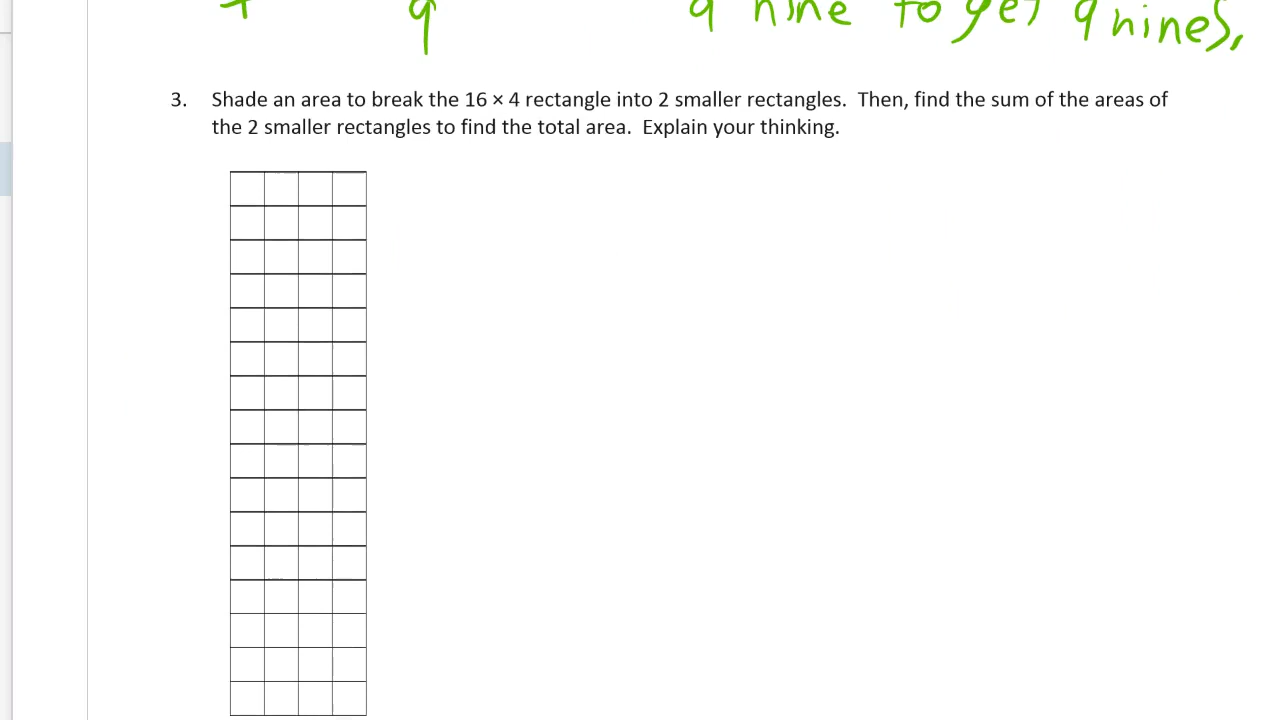 9 nine to get 9 nines,
3. Shade an area to break the 16 × 4 rectangle into 2 smaller rectangles. Then, find the sum of the areas of
the 2 smaller rectangles to find the total area. Explain your thinking.